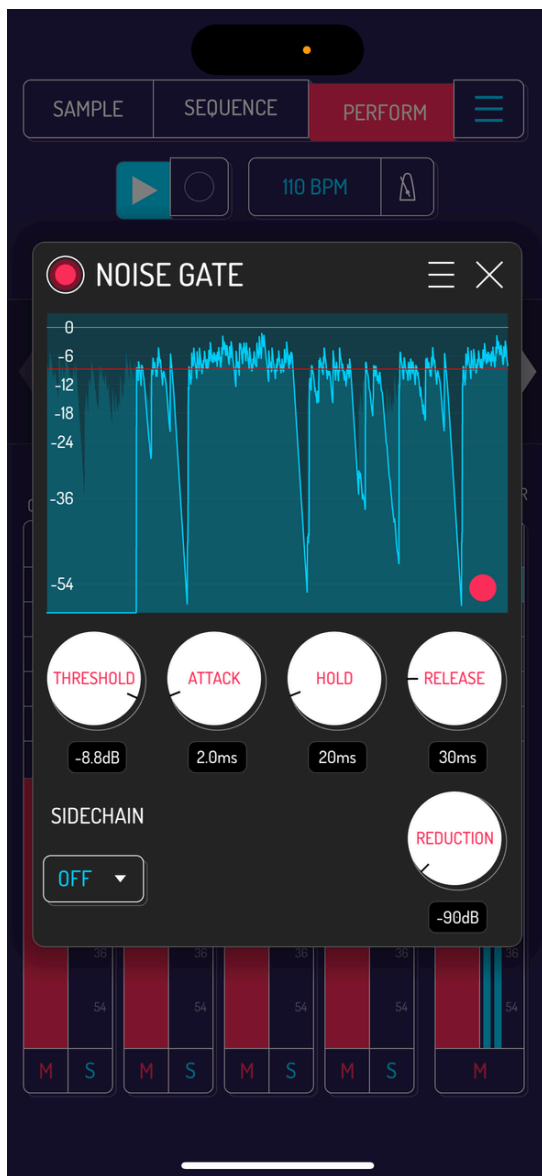 SAMPLE
SEQUENCE
PERFORM
110 BPM
NOISE GATE
0
-6
-12
-18
-24
-36
-54
R
THRESHOLD
ATTACK
HOLD
RELEASE
-8.8dB
2.0ms
20ms
30ms
SIDECHAIN
REDUCTION
OFF
-90dB
36 36 36 36 36
54 54 54 54 54
M S M S M S M S M